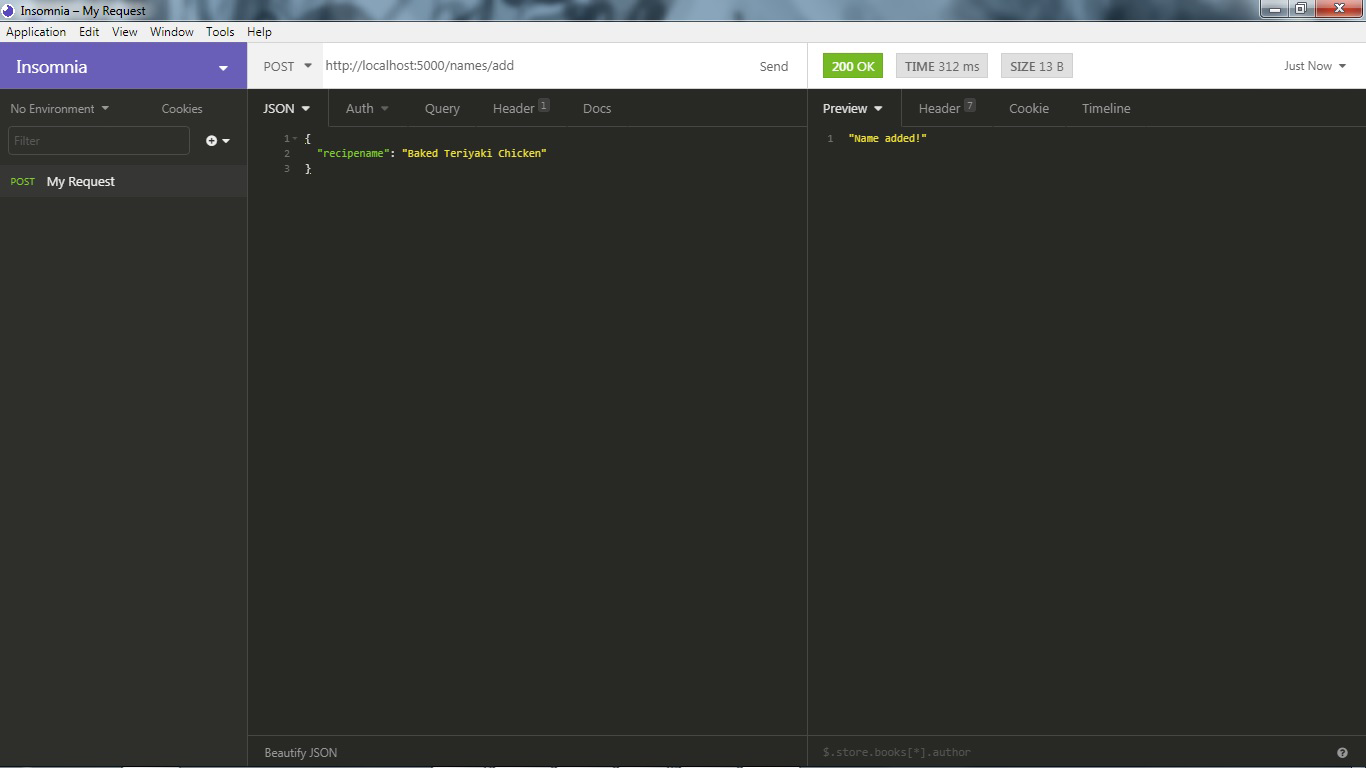 Insomnia – My Request
Application Edit View Window Tools Help
Insomnia
POST http://localhost:5000/names/add Send
200 OK TIME 312 ms SIZE 13 B Just Now
No Environment Cookies
JSON Auth Query Header 1 Docs
Preview Header 7 Cookie Timeline
Filter
POST My Request
1 {
2 "recipename": "Baked Teriyaki Chicken"
3 }
1 "Name added!"
Beautify JSON
$.store.books[*].author